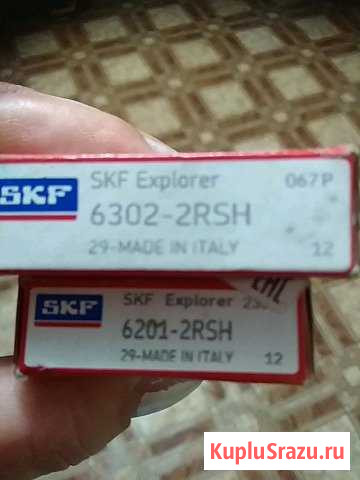 SKF
SKF Explorer
067P
6302-2RSH
29-MADE IN ITALY
12
SKF
SKF Explorer
6201-2RSH
29-MADE IN ITALY
12
KupluSrazu.ru